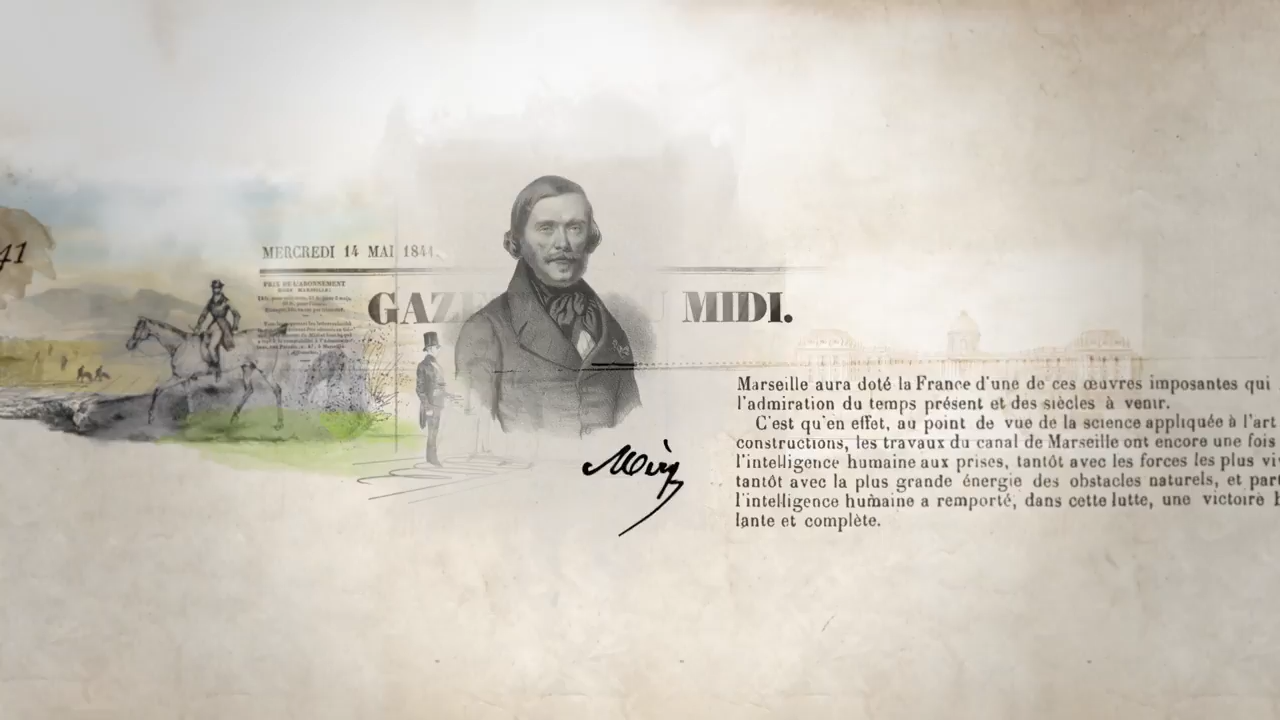 41
MERCREDI 14 MAI 1844.
PRIX DE L'ABONNEMENT
GAZE U MIDI.
Méry
Marseille aura doté la France d'une de ces œuvres imposantes qui
l'admiration du temps présent et des siècles à venir.
C'est qu'en effet, au point de vue de la science appliquée à l'art
constructions, les travaux du canal de Marseille ont encore une fois
l'intelligence humaine aux prises, tantôt avec les forces les plus
tantôt avec la plus grande énergie des obstacles naturels, et
l'intelligence humaine a remporté, dans cette lutte, une victoire
lante et complète.